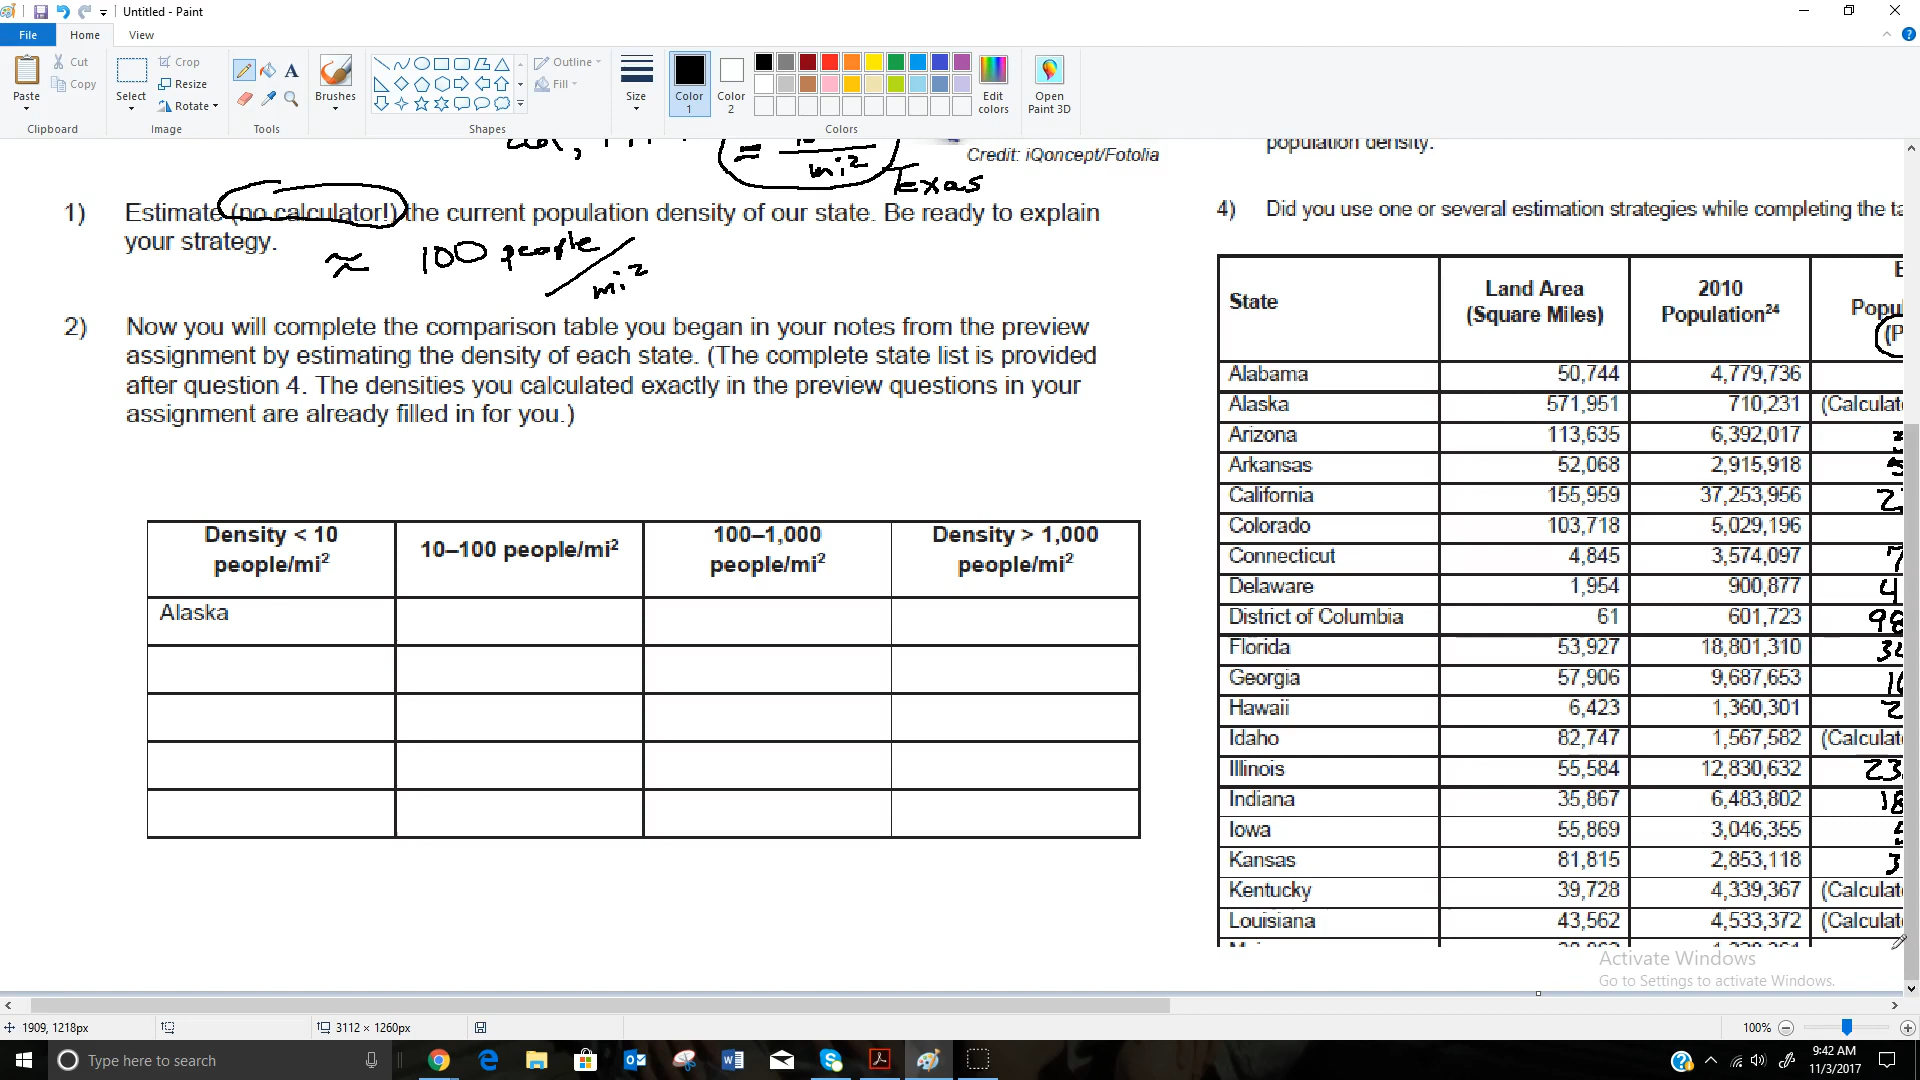 Untitled - Paint
File
Home
View
Paste
Cut
Copy
Clipboard
Select
Crop
Resize
Rotate
Image
A
Tools
Brushes
Shapes
Outline
Fill
Size
Color 1
Color 2
Colors
Edit colors
Open Paint 3D
=
mi²
Texas
Credit: iQoncept/Fotolia
1) Estimate (no calculator!) the current population density of our state. Be ready to explain
your strategy.
≈ 100 people/mi²
2) Now you will complete the comparison table you began in your notes from the preview
assignment by estimating the density of each state. (The complete state list is provided
after question 4. The densities you calculated exactly in the preview questions in your
assignment are already filled in for you.)
Density < 10 people/mi² 10–100 people/mi² 100–1,000 people/mi² Density > 1,000 people/mi²
Alaska
population density.
4) Did you use one or several estimation strategies while completing the ta
State Land Area (Square Miles) 2010 Population²⁴ Popu (P
Alabama 50,744 4,779,736
Alaska 571,951 710,231 (Calculat
Arizona 113,635 6,392,017
Arkansas 52,068 2,915,918
California 155,959 37,253,956 2
Colorado 103,718 5,029,196
Connecticut 4,845 3,574,097 7
Delaware 1,954 900,877 4
District of Columbia 61 601,723 98
Florida 53,927 18,801,310 3
Georgia 57,906 9,687,653 1
Hawaii 6,423 1,360,301 2
Idaho 82,747 1,567,582 (Calculat
Illinois 55,584 12,830,632 23
Indiana 35,867 6,483,802 18
Iowa 55,869 3,046,355
Kansas 81,815 2,853,118 3
Kentucky 39,728 4,339,367 (Calculat
Louisiana 43,562 4,533,372 (Calculat
Activate Windows
Go to Settings to activate Windows.
1909, 1218px
3112 × 1260px
100%
Type here to search
9:42 AM
11/3/2017